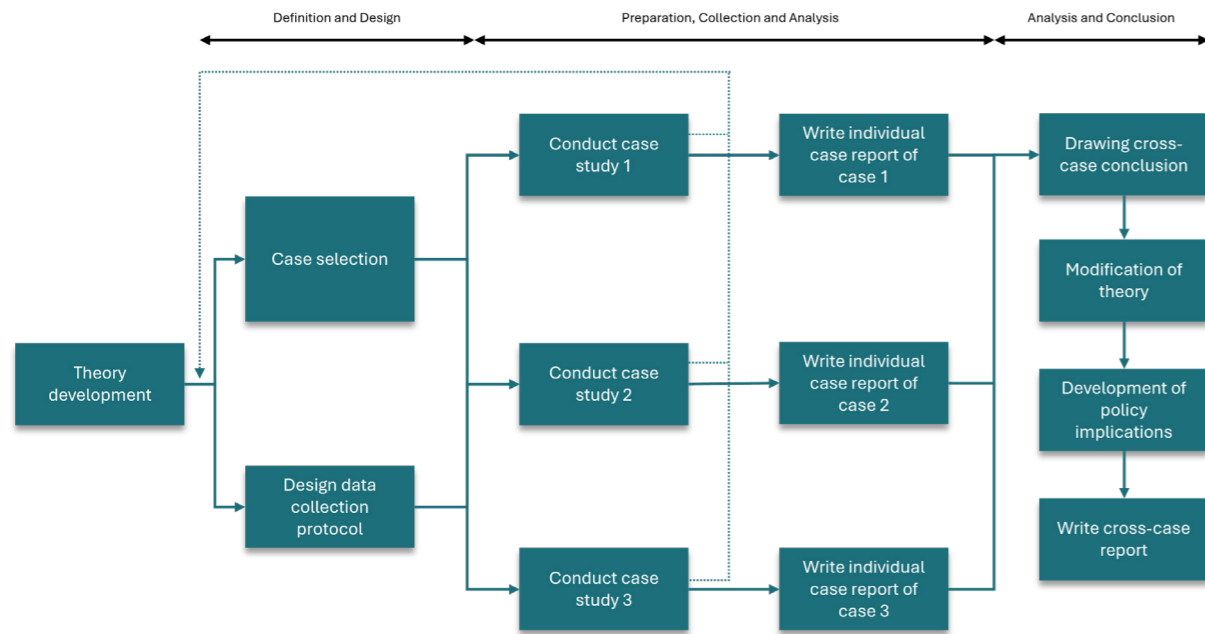 Definition and Design
Preparation, Collection and Analysis
Analysis and Conclusion
Theory
development
Case selection
Design data
collection
protocol
Conduct case
study 1
Conduct case
study 2
Conduct case
study 3
Write individual
case report of
case 1
Write individual
case report of
case 2
Write individual
case report of
case 3
Drawing cross-
case conclusion
Modification of
theory
Development of
policy
implications
Write cross-case
report